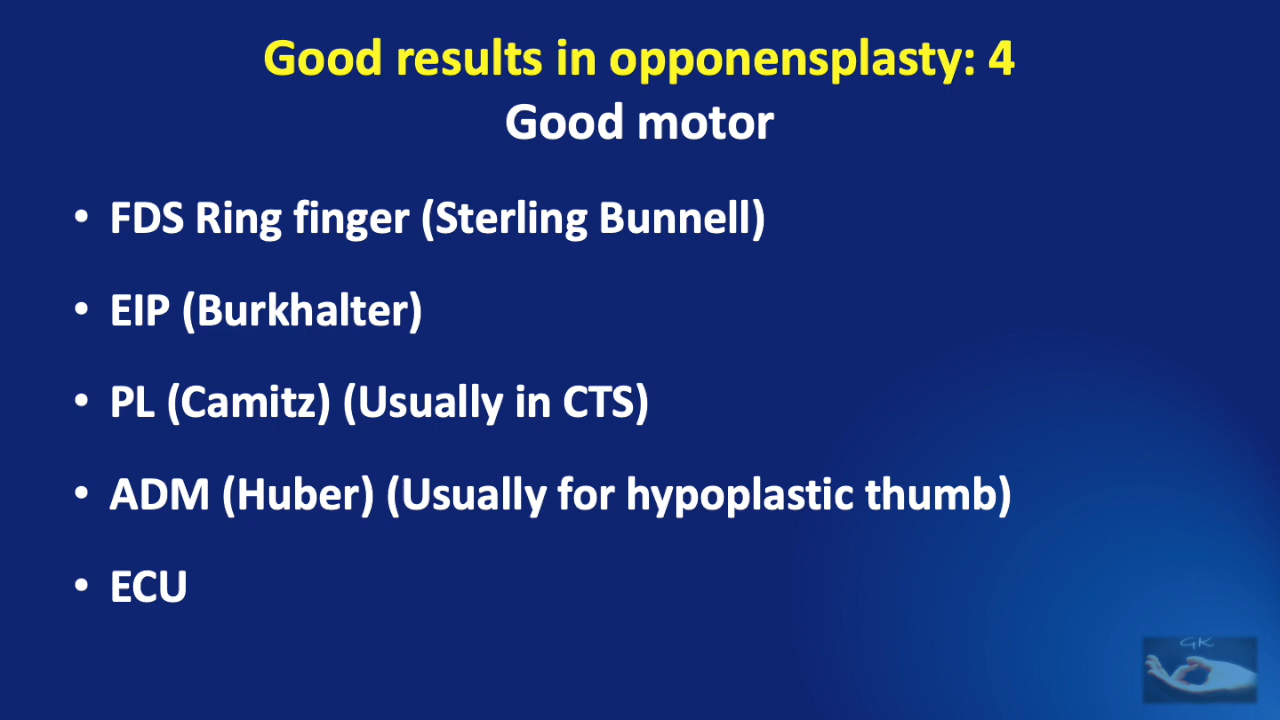 Good results in opponensplasty: 4
Good motor
• FDS Ring finger (Sterling Bunnell)
• EIP (Burkhalter)
• PL (Camitz) (Usually in CTS)
• ADM (Huber) (Usually for hypoplastic thumb)
• ECU
GK